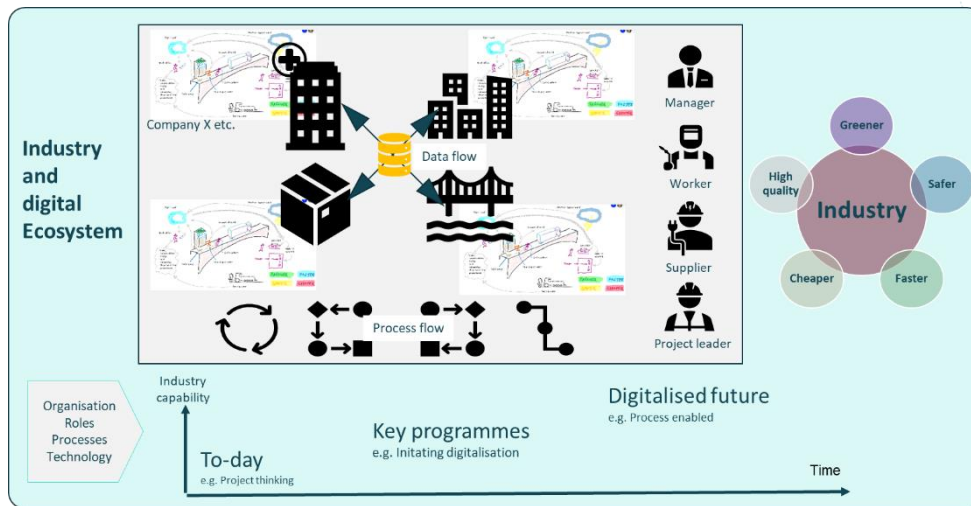 Industry
and
digital
Ecosystem
Company X etc.
Data flow
Process flow
Manager
Worker
Supplier
Project leader
Greener
High
quality
Safer
Industry
Cheaper
Faster
Organisation
Roles
Processes
Technology
Industry
capability
To-day
e.g. Project thinking
Key programmes
e.g. Initating digitalisation
Digitalised future
e.g. Process enabled
Time